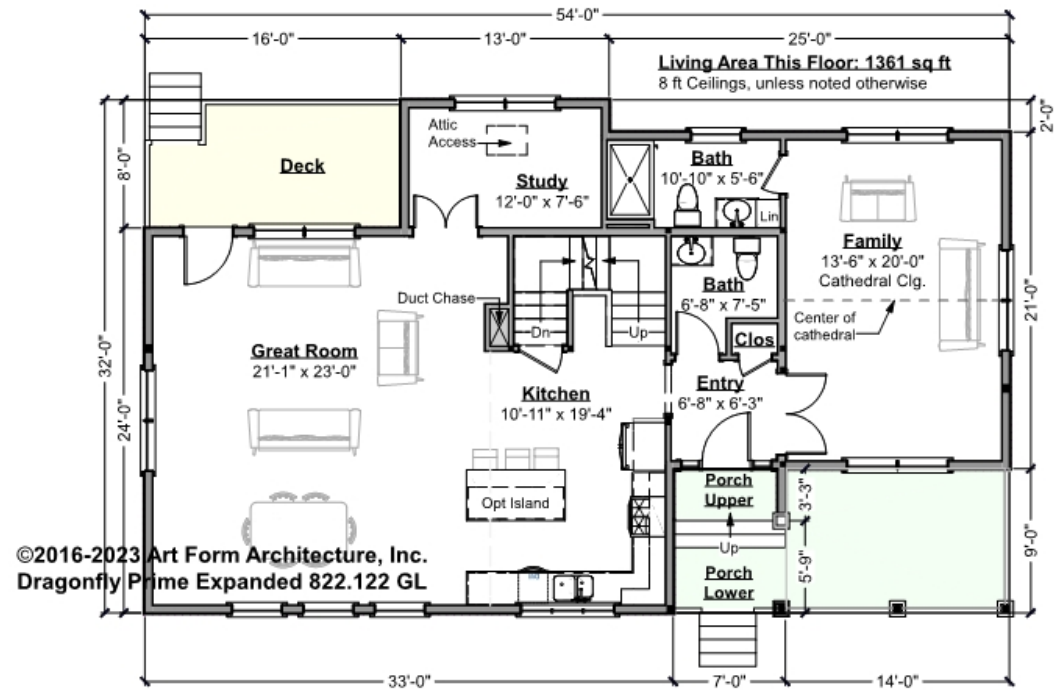 54'-0"
16'-0"
13'-0"
25'-0"
Living Area This Floor: 1361 sq ft
8 ft Ceilings, unless noted otherwise
2'-0"
8'-0"
Deck
Attic
Access
Study
12'-0" x 7'-6"
Bath
10'-10" x 5'-6"
Lin
Family
13'-6" x 20'-0"
Cathedral Clg.
Center of
cathedral
21'-0"
Bath
6'-8" x 7'-5"
Clos
Duct Chase
Dn
Up
32'-0"
24'-0"
Great Room
21'-1" x 23'-0"
Kitchen
10'-11" x 19'-4"
Entry
6'-8" x 6'-3"
Opt Island
Porch
Upper
Up
Porch
Lower
3'-3"
5'-9"
9'-0"
©2016-2023 Art Form Architecture, Inc.
Dragonfly Prime Expanded 822.122 GL
33'-0"
7'-0"
14'-0"